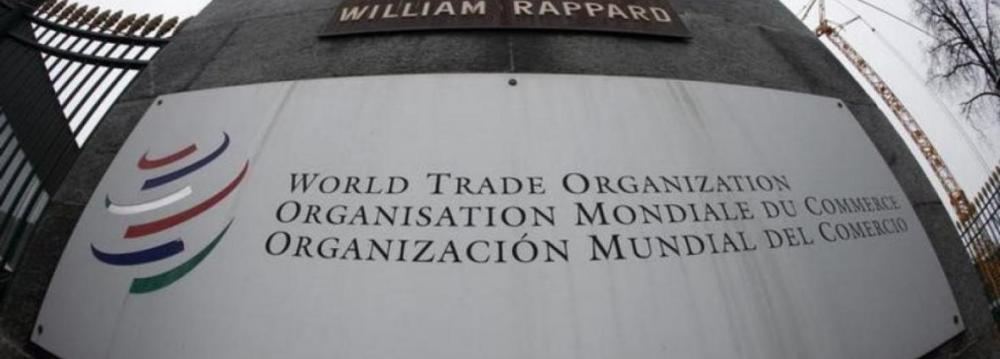 WILLIAM RAPPARD
WORLD TRADE ORGANIZATION
ORGANISATION MONDIALE DU COMMERCE
ORGANIZACIÓN MUNDIAL DEL COMERCIO